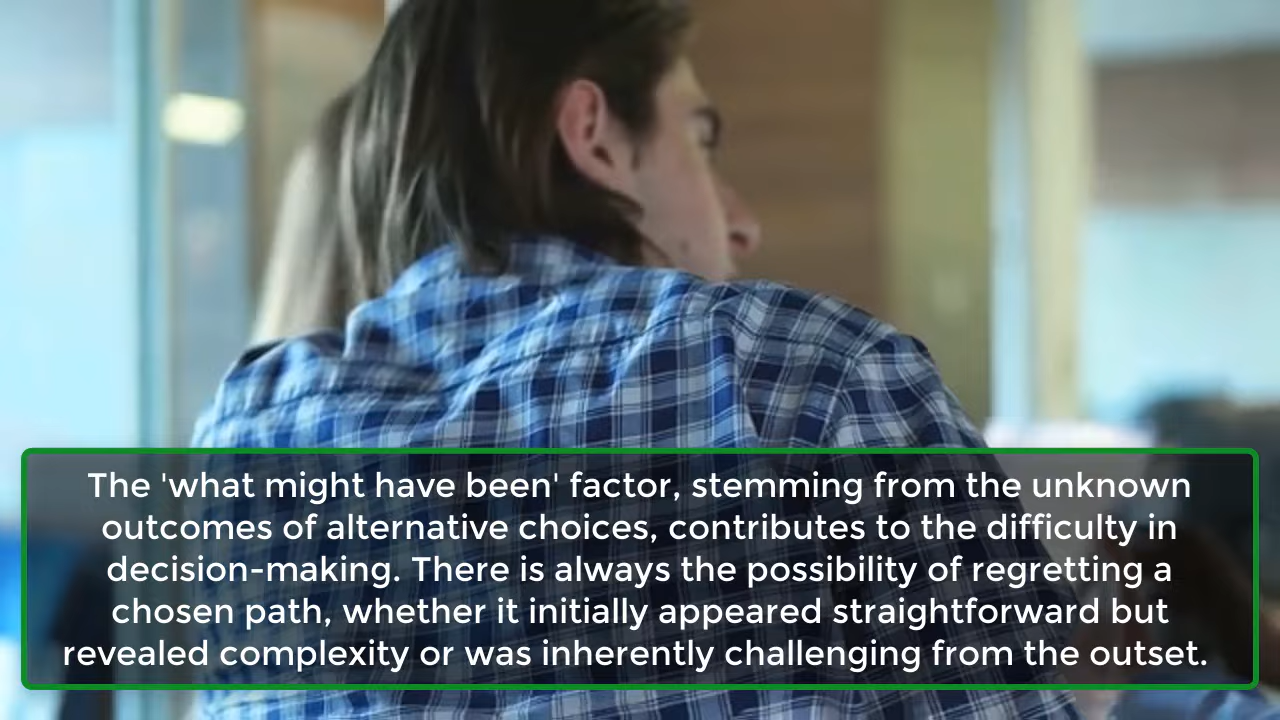 The 'what might have been' factor, stemming from the unknown
outcomes of alternative choices, contributes to the difficulty in
decision-making. There is always the possibility of regretting a
chosen path, whether it initially appeared straightforward but
revealed complexity or was inherently challenging from the outset.